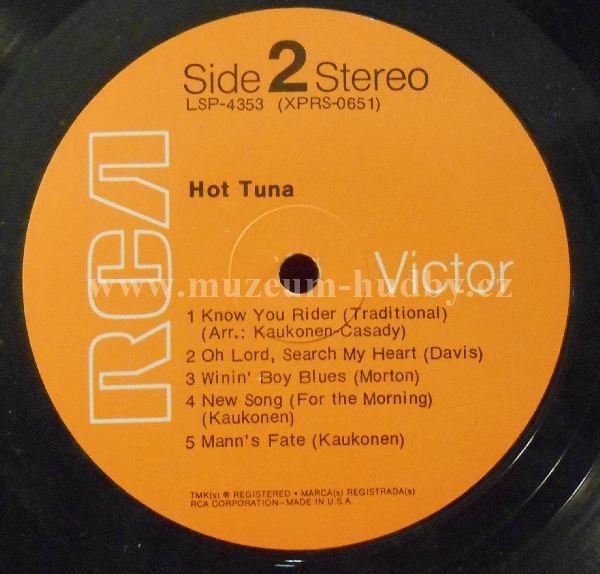 Side 2 Stereo
LSP-4353 (XPRS-0651)
Hot Tuna
RCA
Victor
www.muzeum-hudby.cz
1 Know You Rider (Traditional)
(Arr.: Kaukonen-Casady)
2 Oh Lord, Search My Heart (Davis)
3 Winin' Boy Blues (Morton)
4 New Song (For the Morning)
(Kaukonen)
5 Mann's Fate (Kaukonen)
TMK(s) ® REGISTERED • MARCA(s) REGISTRADA(s)
RCA CORPORATION—MADE IN U.S.A.